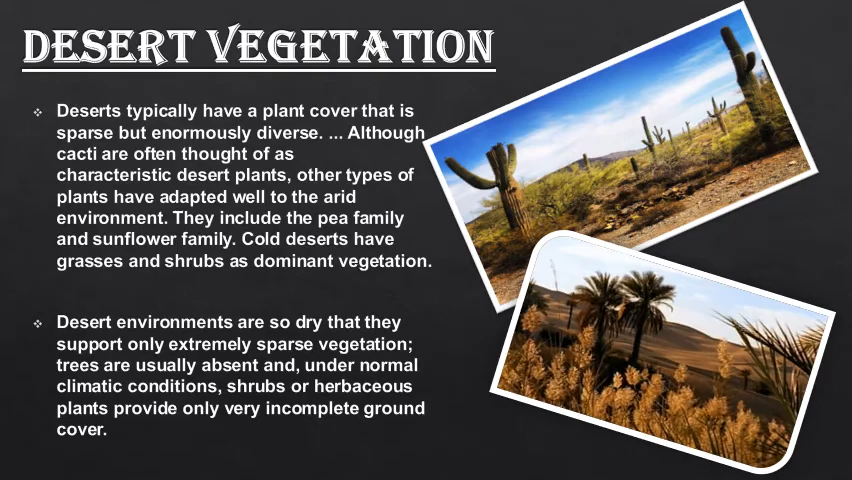 DESERT VEGETATION
Deserts typically have a plant cover that is
sparse but enormously diverse. ... Although
cacti are often thought of as
characteristic desert plants, other types of
plants have adapted well to the arid
environment. They include the pea family
and sunflower family. Cold deserts have
grasses and shrubs as dominant vegetation.
Desert environments are so dry that they
support only extremely sparse vegetation;
trees are usually absent and, under normal
climatic conditions, shrubs or herbaceous
plants provide only very incomplete ground
cover.